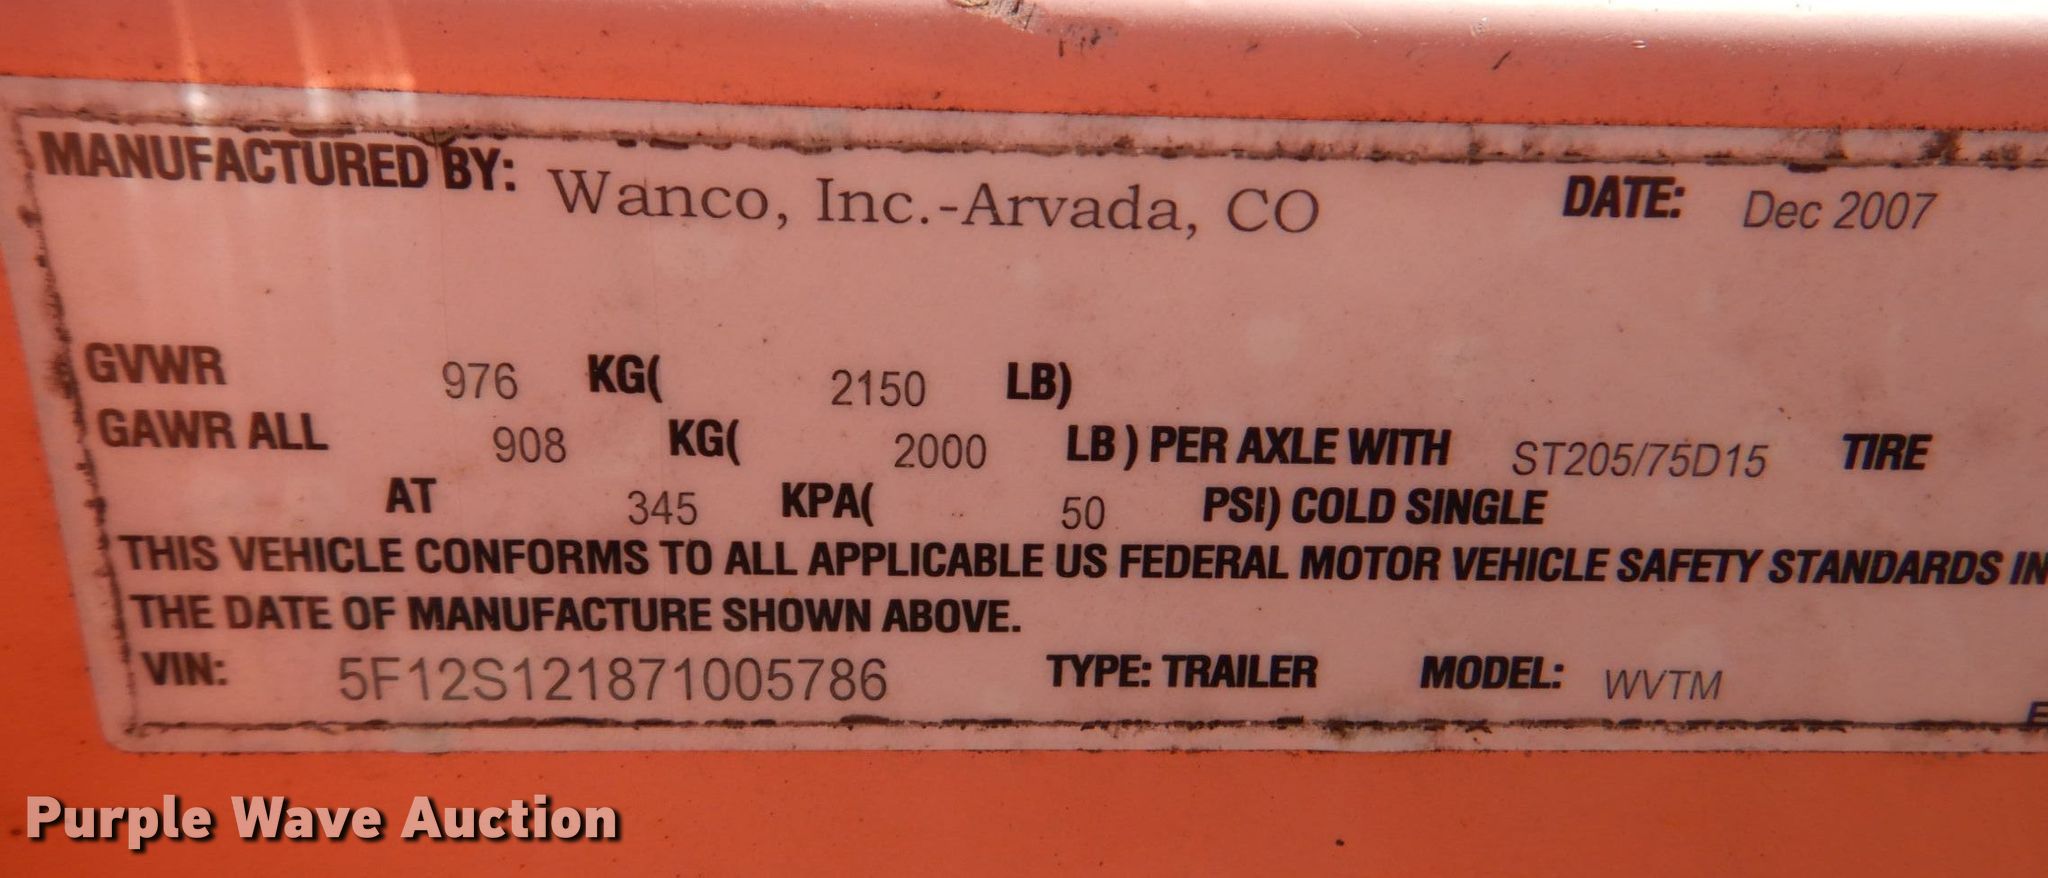 MANUFACTURED BY: Wanco, Inc.-Arvada, CO DATE: Dec 2007
GVWR 976 KG( 2150 LB)
GAWR ALL 908 KG( 2000 LB ) PER AXLE WITH ST205/75D15 TIRE
AT 345 KPA( 50 PSI) COLD SINGLE
THIS VEHICLE CONFORMS TO ALL APPLICABLE US FEDERAL MOTOR VEHICLE SAFETY STANDARDS IN
THE DATE OF MANUFACTURE SHOWN ABOVE.
VIN: 5F12S121871005786 TYPE: TRAILER MODEL: WVTM
Purple Wave Auction